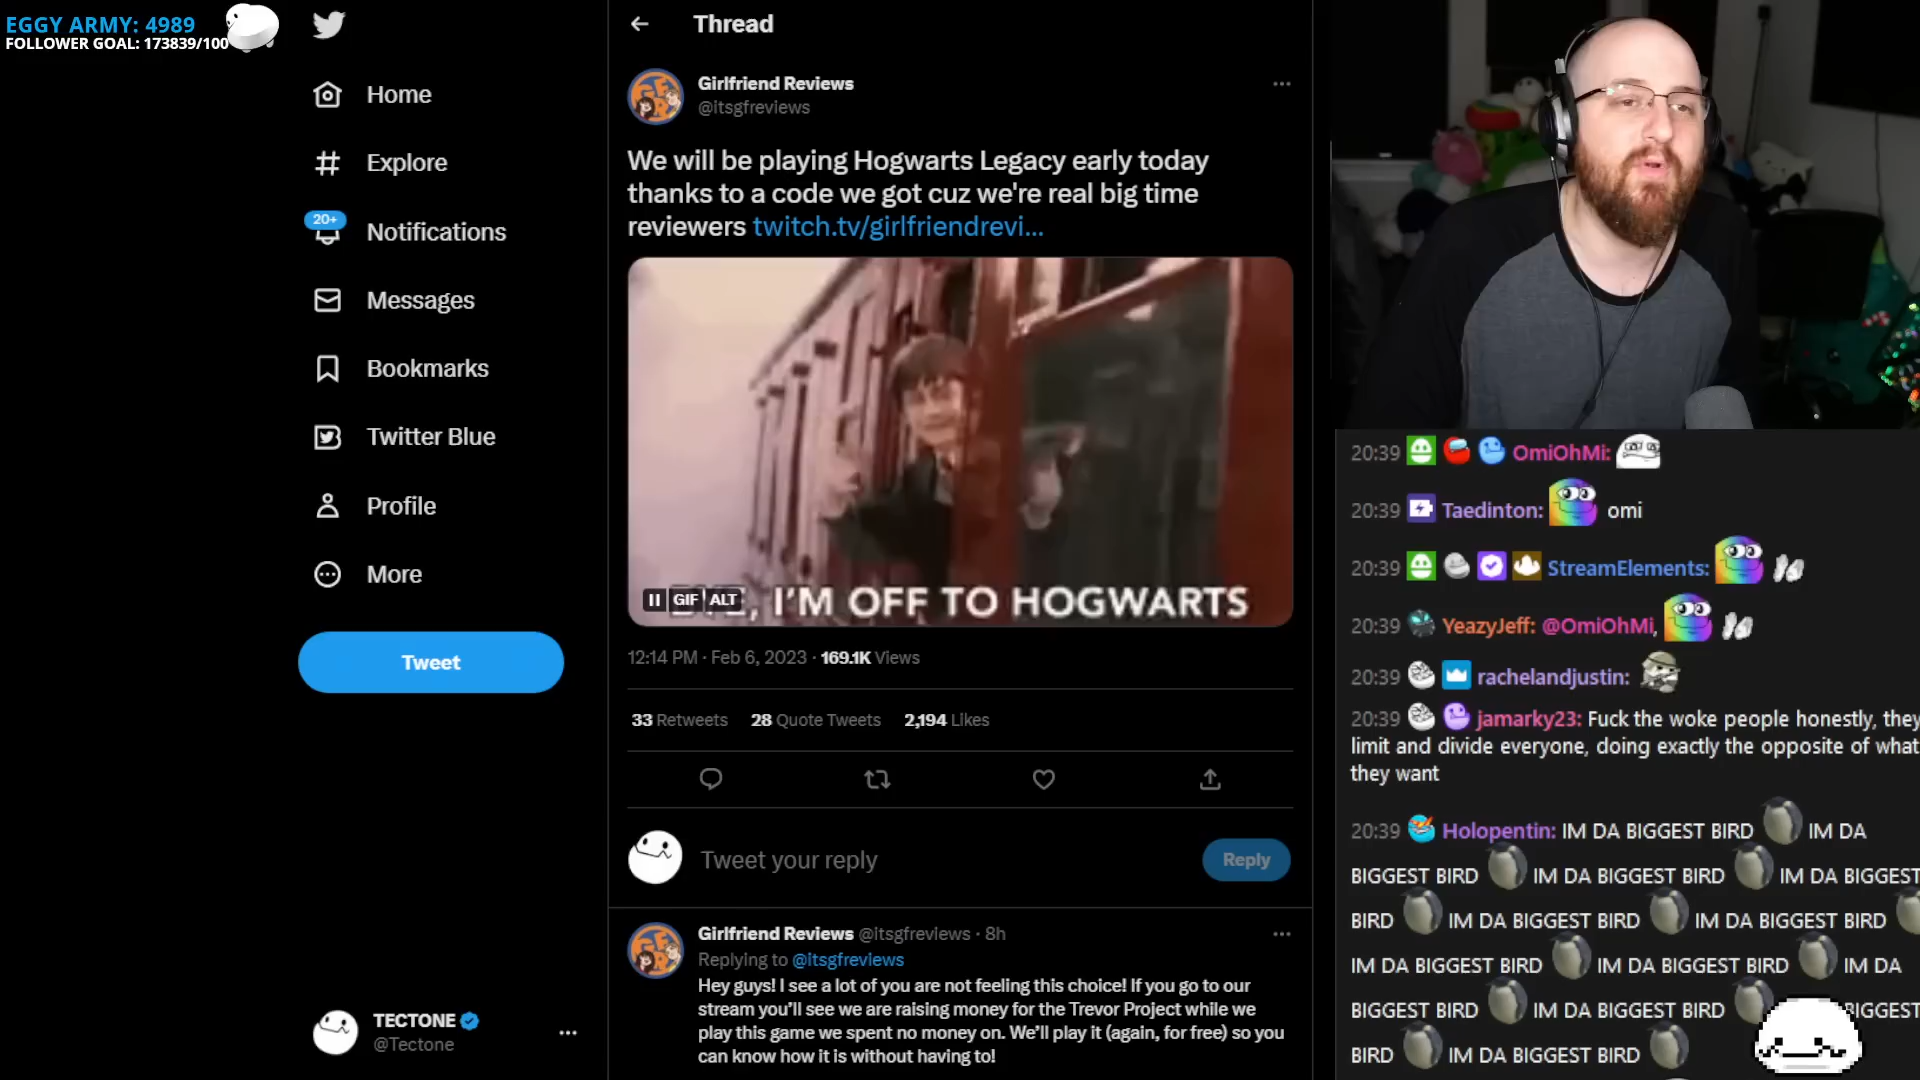 EGGY ARMY: 4989
FOLLOWER GOAL: 173839/100
Home
Explore
20+
Notifications
Messages
Bookmarks
Twitter Blue
Profile
More
Tweet
TECTONE
@Tectone
Thread
Girlfriend Reviews
@itsgfreviews
We will be playing Hogwarts Legacy early today
thanks to a code we got cuz we're real big time
reviewers twitch.tv/girlfriendrevi...
GIF ALT
I'M OFF TO HOGWARTS
12:14 PM · Feb 6, 2023 · 169.1K Views
33 Retweets 28 Quote Tweets 2,194 Likes
Tweet your reply
Reply
Girlfriend Reviews @itsgfreviews · 8h
Replying to @itsgfreviews
Hey guys! I see a lot of you are not feeling this choice! If you go to our
stream you'll see we are raising money for the Trevor Project while we
play this game we spent no money on. We'll play it (again, for free) so you
can know how it is without having to!
20:39 OmiOhMi:
20:39 Taedinton: omi
20:39 StreamElements:
20:39 YeazyJeff: @OmiOhMi,
20:39 rachelandjustin:
20:39 jamarky23: Fuck the woke people honestly, they
limit and divide everyone, doing exactly the opposite of what
they want
20:39 Holopentin: IM DA BIGGEST BIRD IM DA
BIGGEST BIRD IM DA BIGGEST BIRD IM DA BIGGEST
BIRD IM DA BIGGEST BIRD IM DA BIGGEST BIRD
IM DA BIGGEST BIRD IM DA BIGGEST BIRD IM DA
BIGGEST BIRD IM DA BIGGEST BIRD BIGGEST
BIRD IM DA BIGGEST BIRD